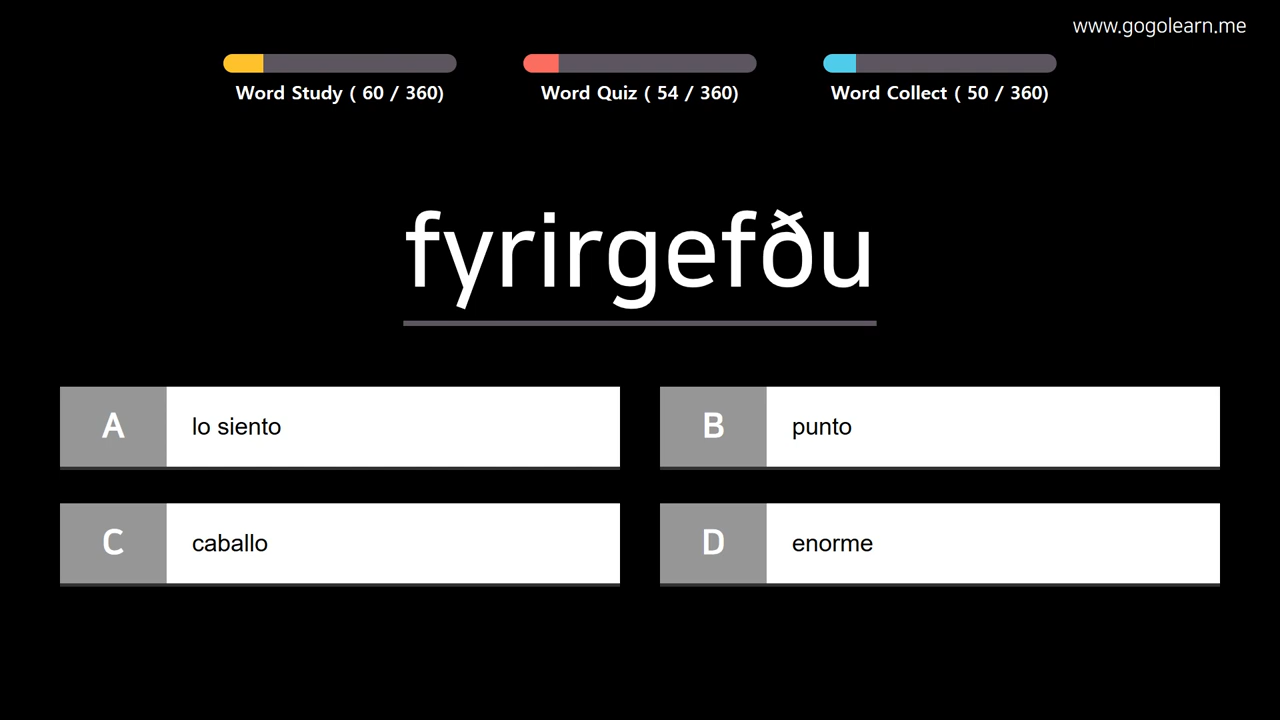 www.gogolearn.me
Word Study ( 60 / 360)
Word Quiz ( 54 / 360)
Word Collect ( 50 / 360)
fyrirgefðu
A lo siento
B punto
C caballo
D enorme